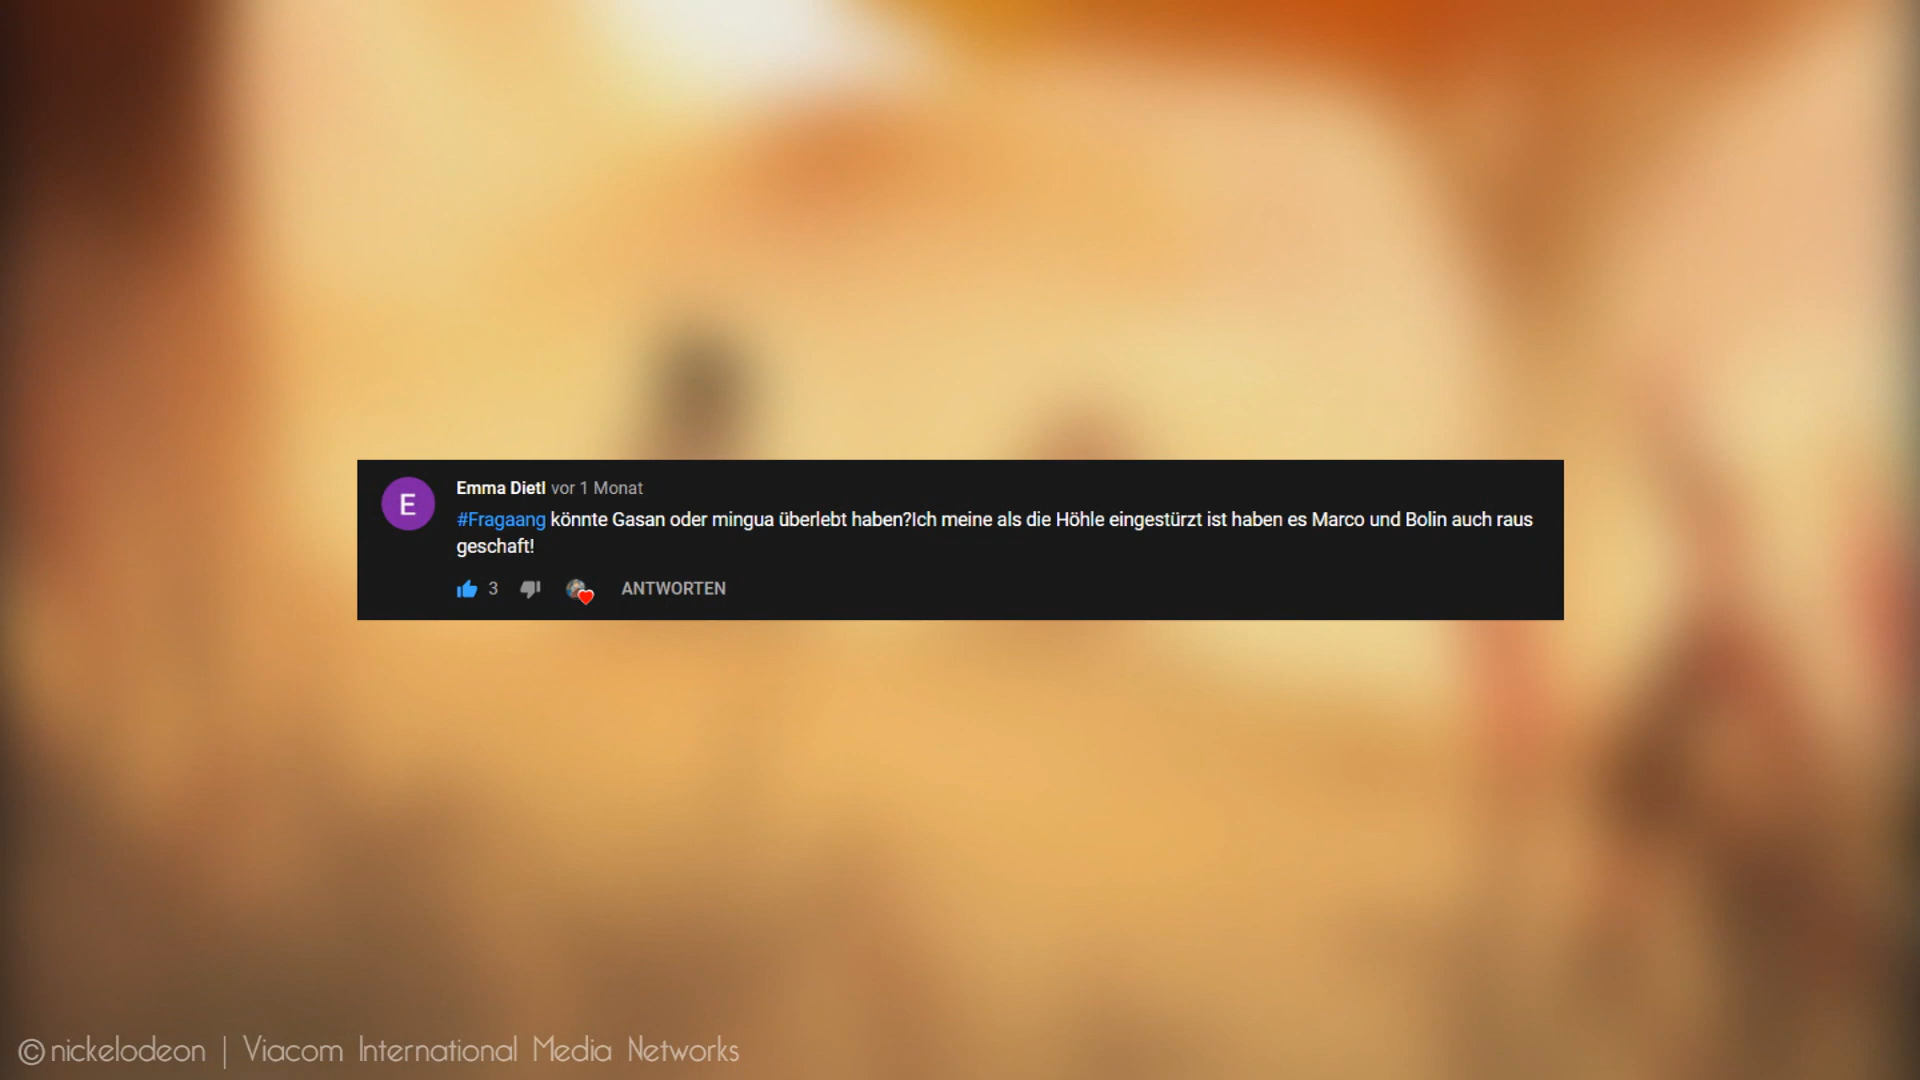 E
Emma Dietl vor 1 Monat
#Fragaang könnte Gasan oder mingua überlebt haben?Ich meine als die Höhle eingestürzt ist haben es Marco und Bolin auch raus
geschaft!
3 ANTWORTEN
©nickelodeon | Viacom International Media Networks